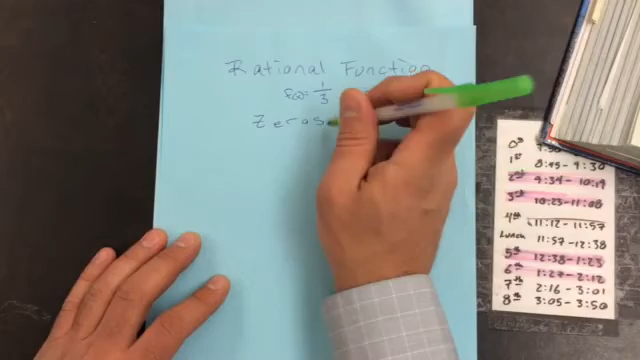 Rational Function
f(x)= 1/3
Zeros
0ᵗʰ
1ˢᵗ 8:45 - 9:30
2ⁿᵈ 9:34 - 10:19
3ʳᵈ 10:23 - 11:08
4ᵗʰ 11:12 - 11:57
Lunch 11:57 - 12:38
5ᵗʰ 12:38 - 1:23
6ᵗʰ 1:27 - 2:12
7ᵗʰ 2:16 - 3:01
8ᵗʰ 3:05 - 3:50